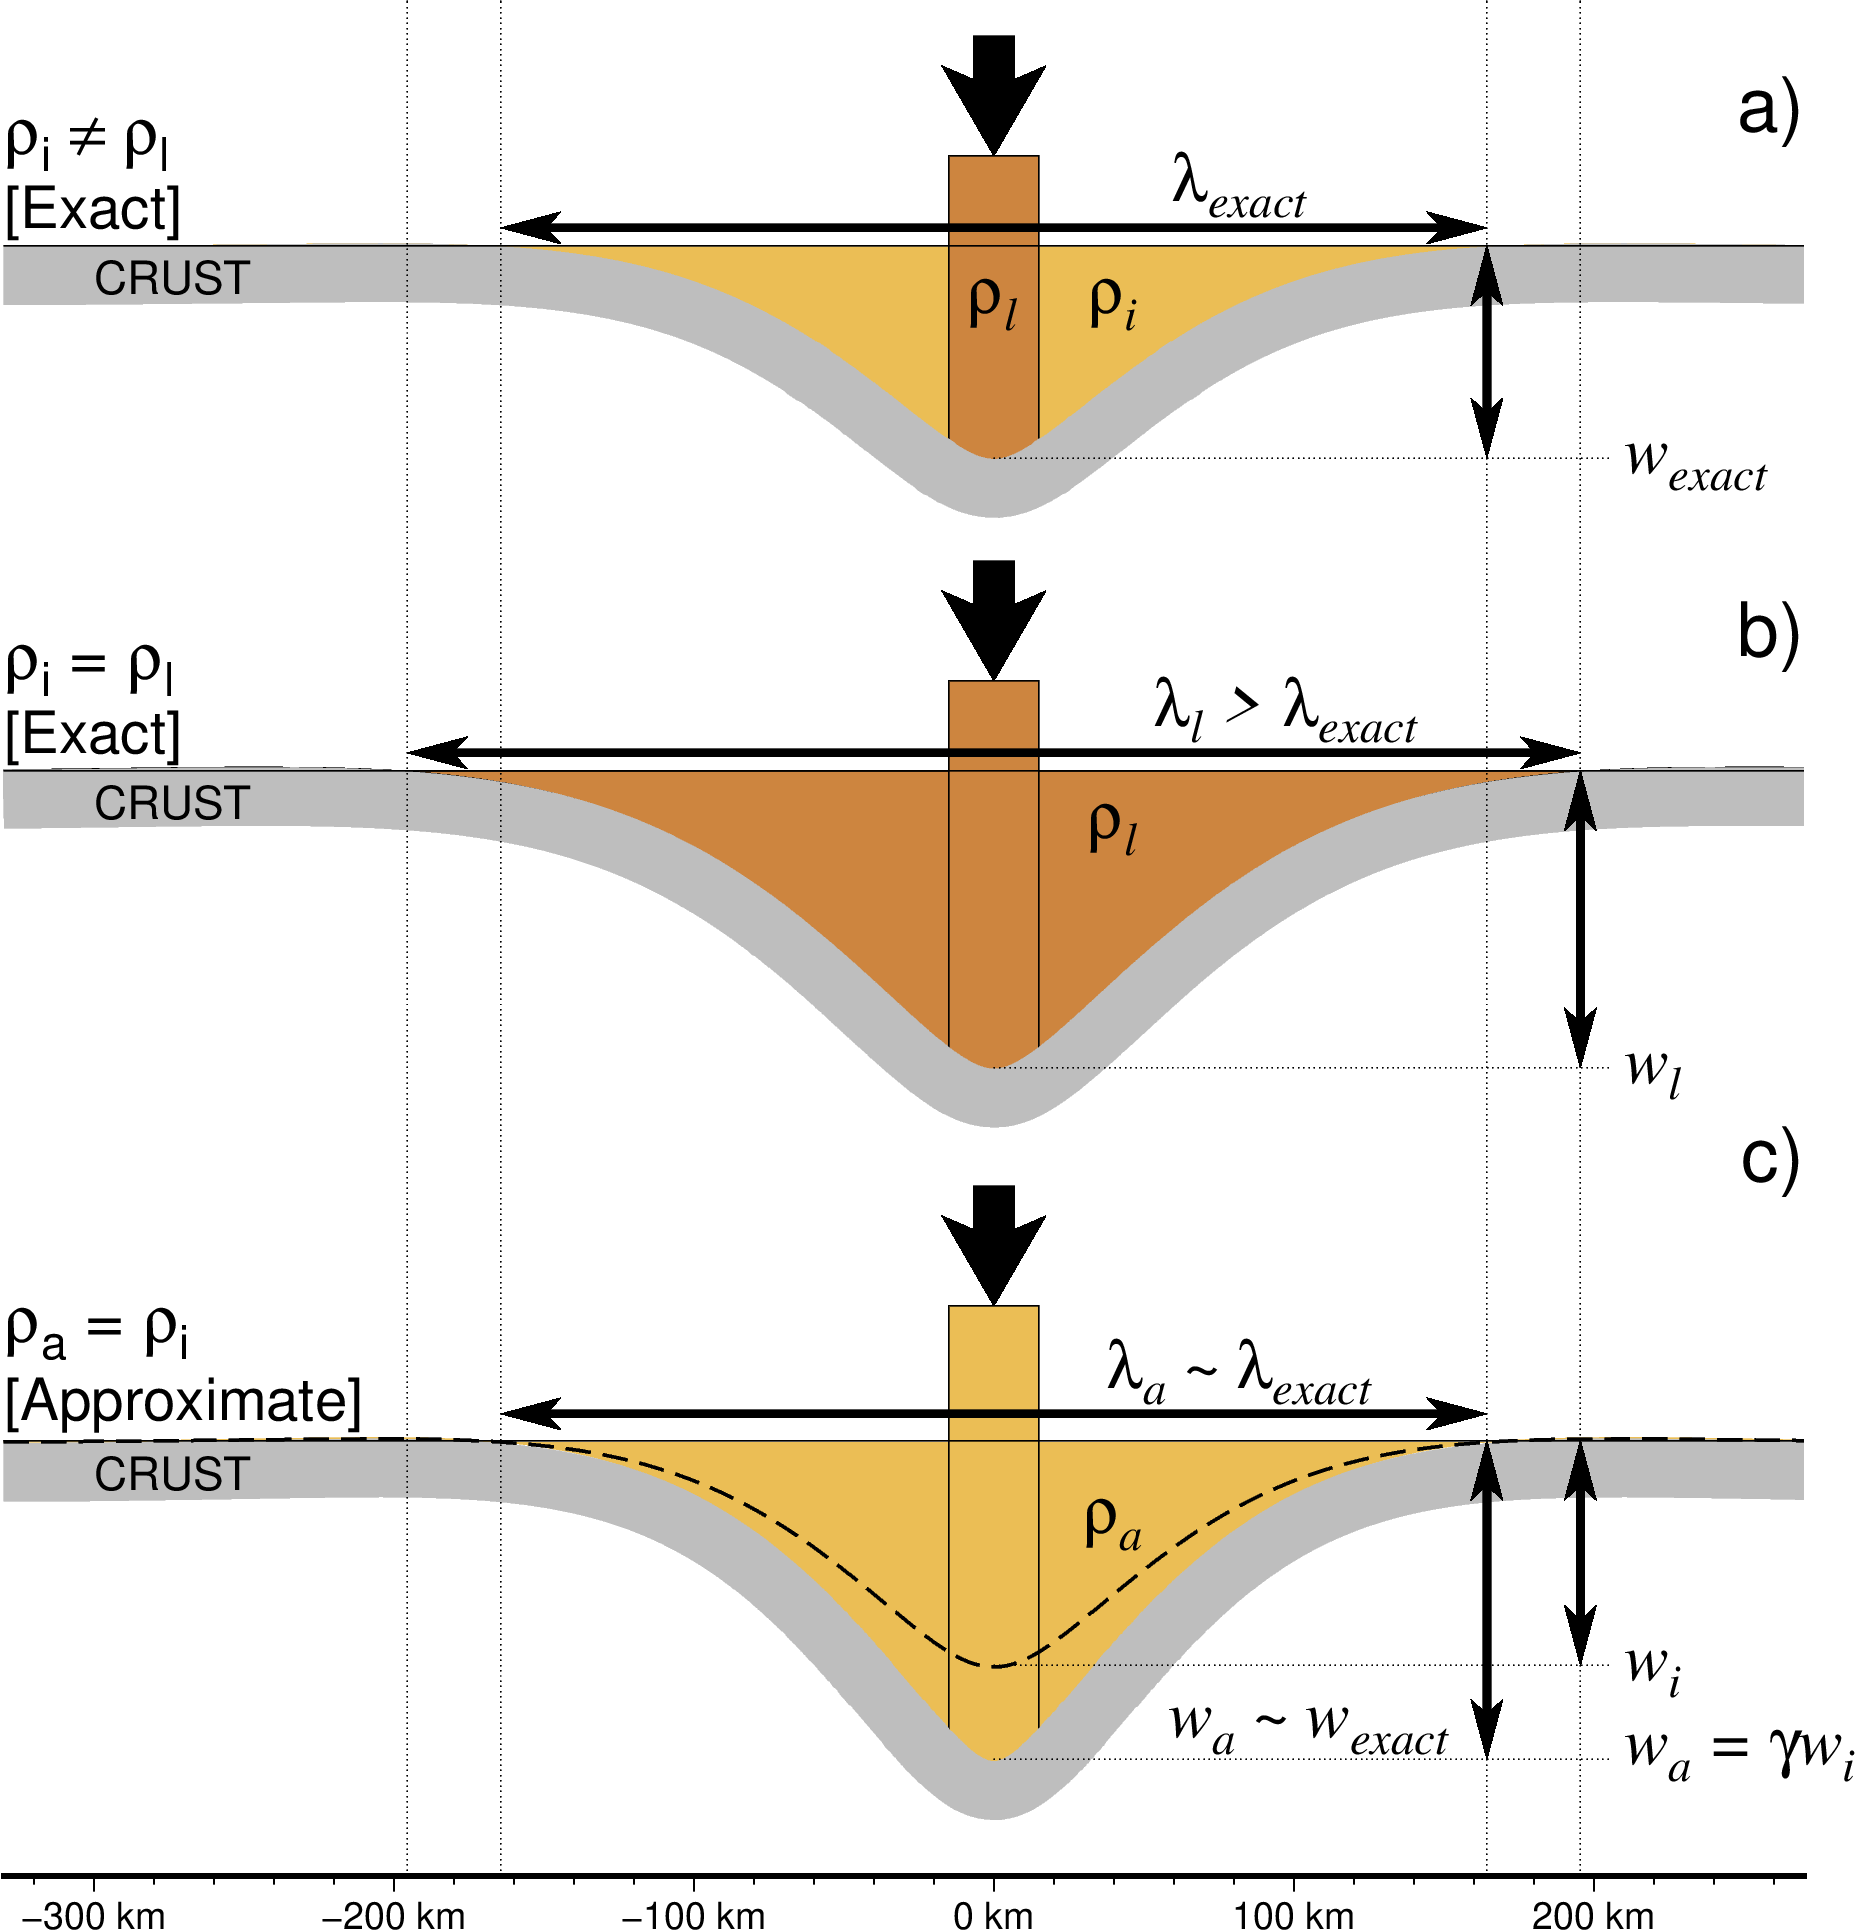 a)
ρi ≠ ρl
[Exact]
λexact
CRUST
ρl
ρi
wexact
b)
ρi = ρl
[Exact]
λl > λexact
CRUST
ρl
wl
c)
ρa = ρi
[Approximate]
λa ~ λexact
CRUST
ρa
wi
wa ~ wexact
wa = γwi
−300 km −200 km −100 km 0 km 100 km 200 km